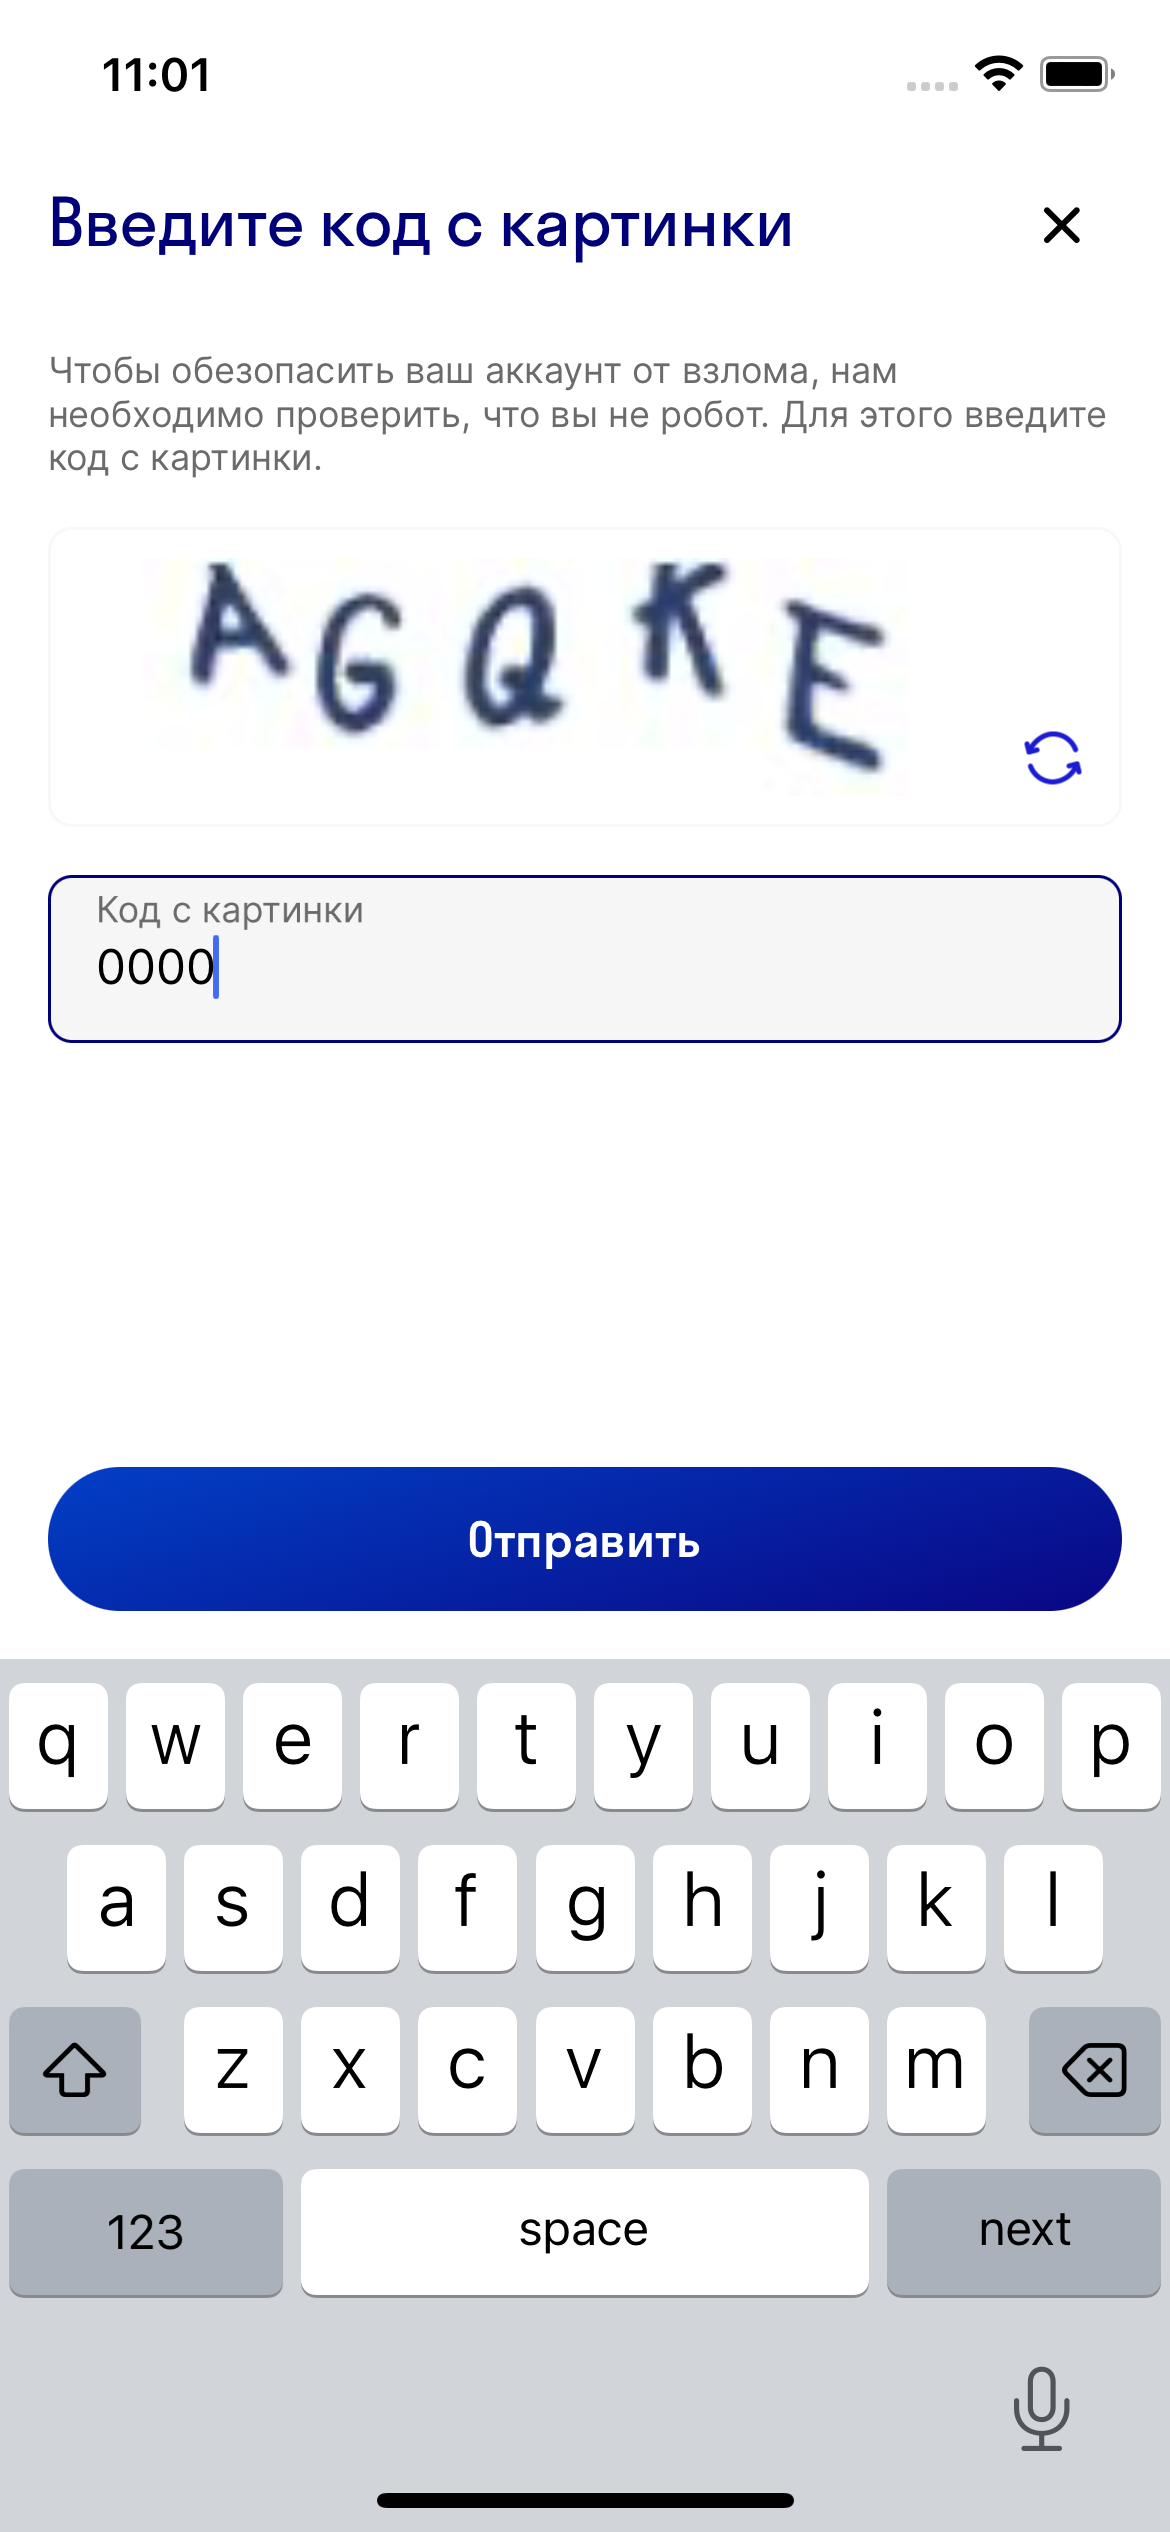 11:01
Введите код с картинки
Чтобы обезопасить ваш аккаунт от взлома, нам
необходимо проверить, что вы не робот. Для этого введите
код с картинки.
AGQKE
Код с картинки
0000
Отправить
q w e r t y u i o p
a s d f g h j k l
z x c v b n m
123 space next